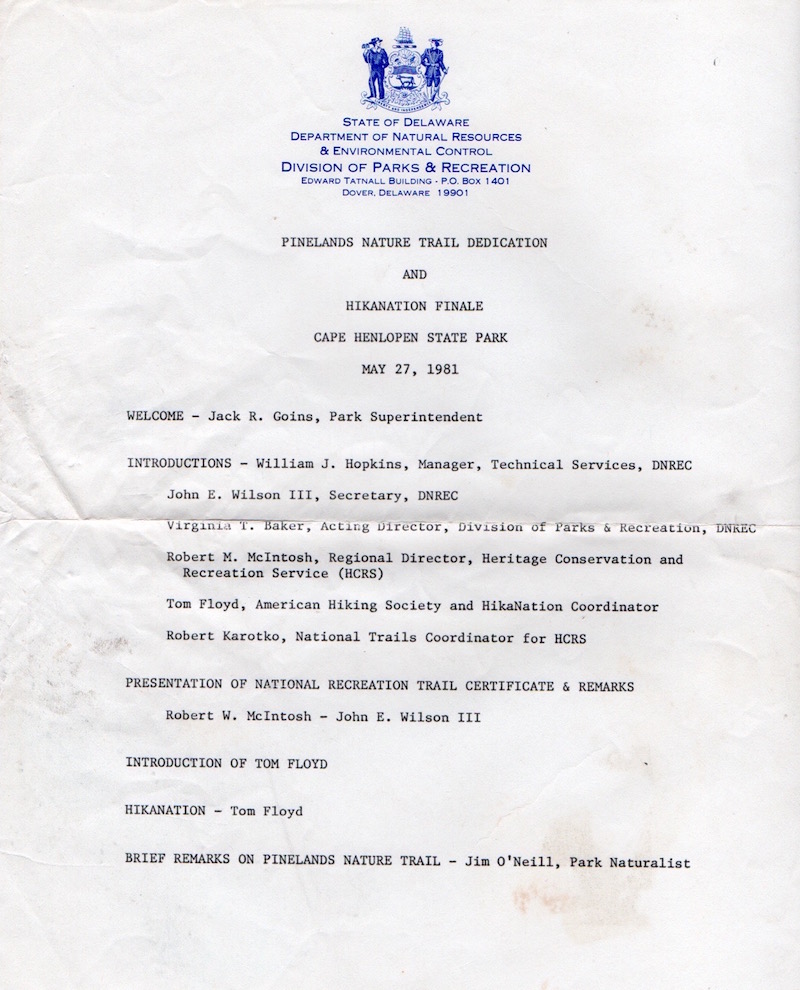 STATE OF DELAWARE
DEPARTMENT OF NATURAL RESOURCES
& ENVIRONMENTAL CONTROL
DIVISION OF PARKS & RECREATION
EDWARD TATNALL BUILDING - P.O. BOX 1401
DOVER, DELAWARE 19901
PINELANDS NATURE TRAIL DEDICATION
AND
HIKANATION FINALE
CAPE HENLOPEN STATE PARK
MAY 27, 1981
WELCOME - Jack R. Goins, Park Superintendent
INTRODUCTIONS - William J. Hopkins, Manager, Technical Services, DNREC
John E. Wilson III, Secretary, DNREC
Virginia T. Baker, Acting Director, Division of Parks & Recreation, DNREC
Robert M. McIntosh, Regional Director, Heritage Conservation and
Recreation Service (HCRS)
Tom Floyd, American Hiking Society and HikaNation Coordinator
Robert Karotko, National Trails Coordinator for HCRS
PRESENTATION OF NATIONAL RECREATION TRAIL CERTIFICATE & REMARKS
Robert W. McIntosh - John E. Wilson III
INTRODUCTION OF TOM FLOYD
HIKANATION - Tom Floyd
BRIEF REMARKS ON PINELANDS NATURE TRAIL - Jim O'Neill, Park Naturalist